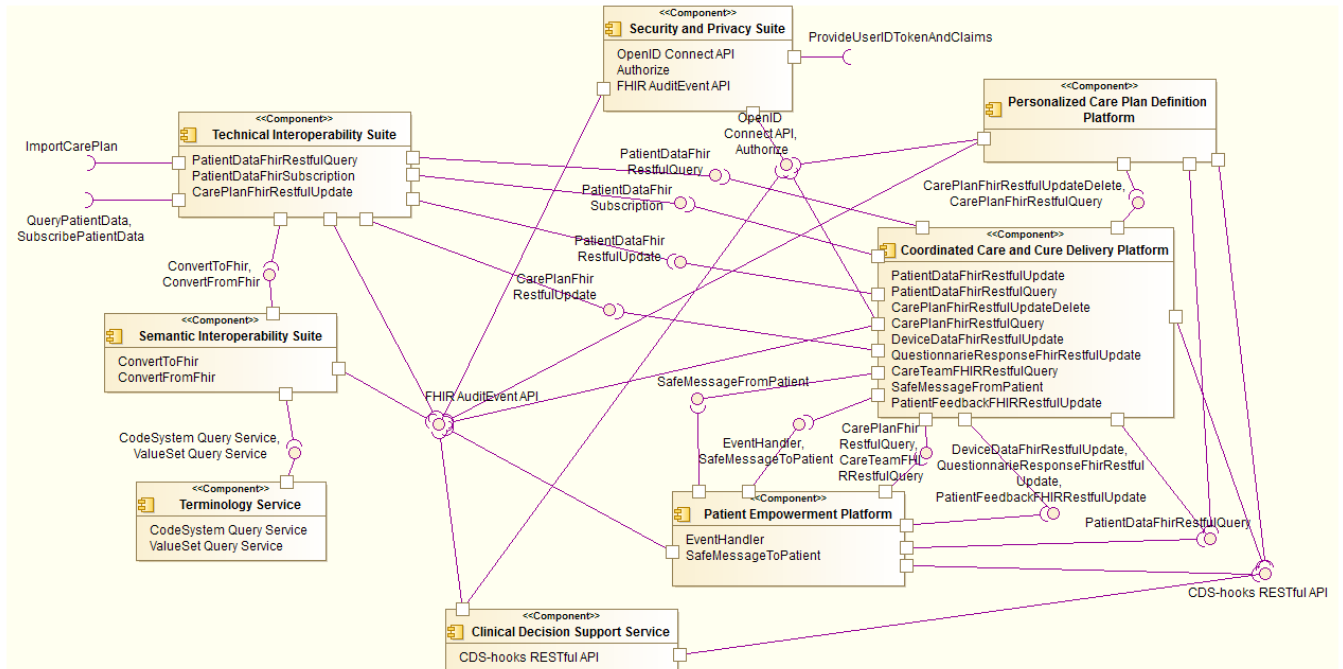 <<Component>>
Security and Privacy Suite
OpenID Connect API
Authorize
FHIR AuditEvent API
ProvideUserIDTokenAndClaims
<<Component>>
Personalized Care Plan Definition
Platform
<<Component>>
Technical Interoperability Suite
PatientDataFhirRestfulQuery
PatientDataFhirSubscription
CarePlanFhirRestfulUpdate
ImportCarePlan
QueryPatientData,
SubscribePatientData
OpenID
Connect API,
Authorize
PatientDataFhir
RestfulQuery
PatientDataFhir
Subscription
PatientDataFhir
RestfulUpdate
CarePlanFhir
RestfulUpdate
CarePlanFhirRestfulUpdateDelete,
CarePlanFhirRestfulQuery
<<Component>>
Coordinated Care and Cure Delivery Platform
PatientDataFhirRestfulUpdate
PatientDataFhirRestfulQuery
CarePlanFhirRestfulUpdateDelete
CarePlanFhirRestfulQuery
DeviceDataFhirRestfulUpdate
QuestionnarieResponseFhirRestfulUpdate
CareTeamFHIRRestfulQuery
SafeMessageFromPatient
PatientFeedbackFHIRRestfulUpdate
ConvertToFhir,
ConvertFromFhir
<<Component>>
Semantic Interoperability Suite
ConvertToFhir
ConvertFromFhir
FHIR AuditEvent API
SafeMessageFromPatient
EventHandler,
SafeMessageToPatient
CarePlanFhir
RestfulQuery,
CareTeamFHI
RRestfulQuery
DeviceDataFhirRestfulUpdate,
QuestionnarieResponseFhirRestful
Update,
PatientFeedbackFHIRRestfulUpdate
CodeSystem Query Service,
ValueSet Query Service
<<Component>>
Terminology Service
CodeSystem Query Service
ValueSet Query Service
<<Component>>
Patient Empowerment Platform
EventHandler
SafeMessageToPatient
PatientDataFhirRestfulQuery
CDS-hooks RESTful API
<<Component>>
Clinical Decision Support Service
CDS-hooks RESTful API